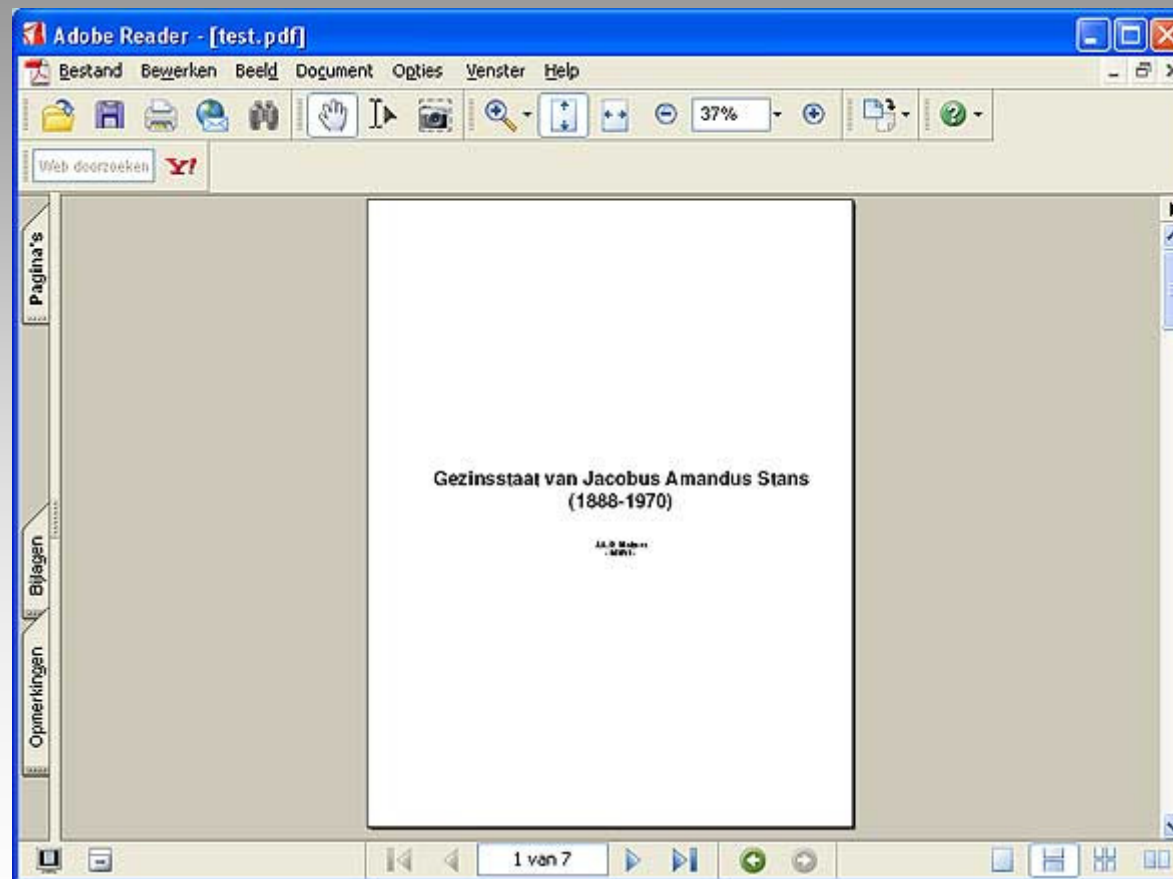 Adobe Reader - [test.pdf]
Bestand Bewerken Beeld Document Opties Venster Help
37%
Web doorzoeken Y!
Pagina's
Bijlagen
Opmerkingen
Gezinsstaat van Jacobus Amandus Stans
(1888-1970)
1 van 7